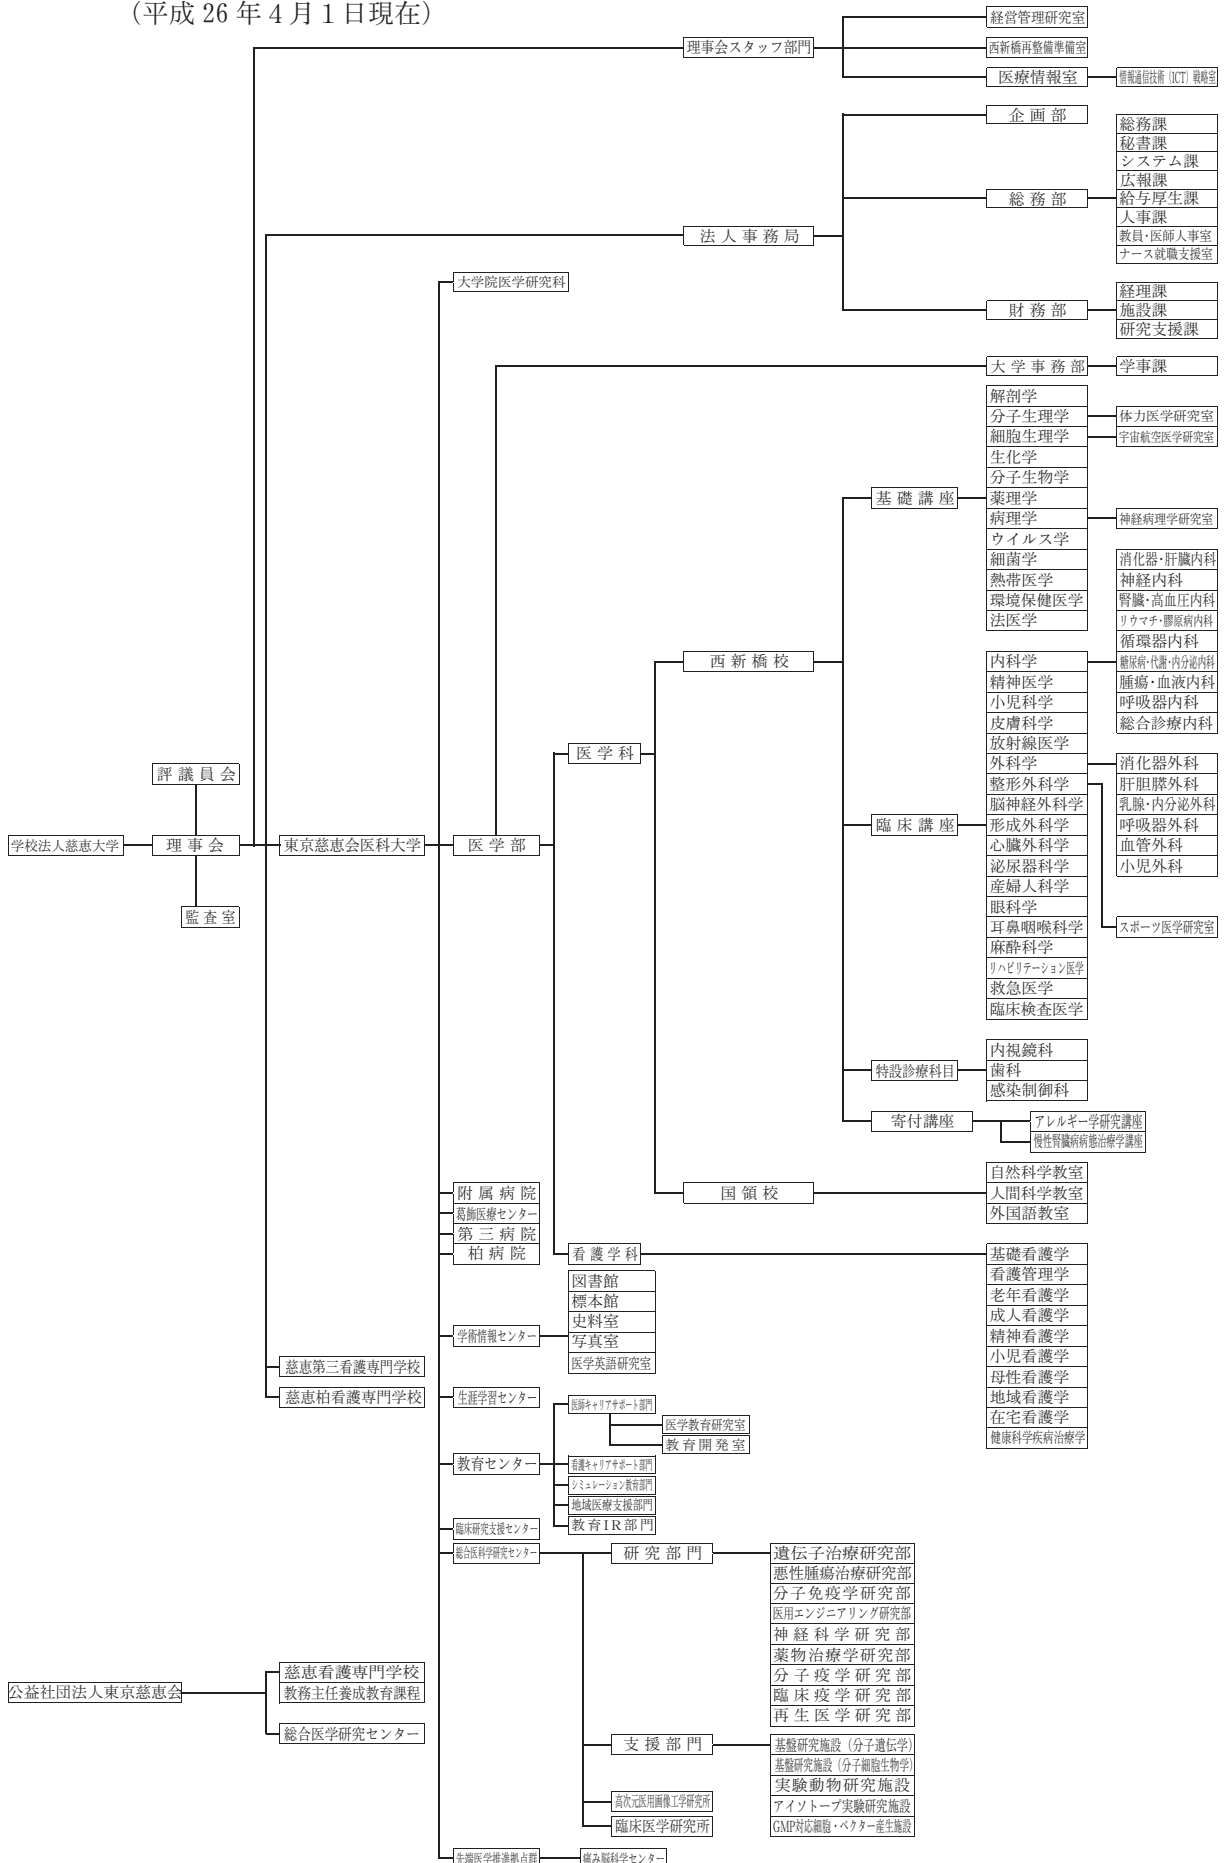 （平成 26 年 4 月 1 日現在）
経営管理研究室
理事会スタッフ部門
西新橋再整備準備室
医療情報室
情報通信技術（ICT）戦略室
企画部
総務課
秘書課
システム課
広報課
総務部
給与厚生課
人事課
法人事務局
教員・医師人事室
ナース就職支援室
大学院医学研究科
経理課
財務部
施設課
研究支援課
大学事務部
学事課
解剖学
分子生理学
体力医学研究室
細胞生理学
宇宙航空医学研究室
生化学
分子生物学
基礎講座
薬理学
病理学
神経病理学研究室
ウイルス学
細菌学
消化器・肝臓内科
熱帯医学
神経内科
環境保健医学
腎臓・高血圧内科
法医学
リウマチ・膠原病内科
循環器内科
西新橋校
内科学
糖尿病・代謝・内分泌内科
精神医学
腫瘍・血液内科
小児科学
呼吸器内科
皮膚科学
総合診療内科
放射線医学
医学科
外科学
消化器外科
評議員会
整形外科学
肝胆膵外科
脳神経外科学
乳腺・内分泌外科
臨床講座
形成外科学
呼吸器外科
学校法人慈恵大学
理事会
東京慈恵会医科大学
医学部
心臓外科学
血管外科
泌尿器科学
小児外科
産婦人科学
眼科学
監査室
耳鼻咽喉科学
スポーツ医学研究室
麻酔科学
リハビリテーション医学
救急医学
臨床検査医学
内視鏡科
特設診療科目
歯科
感染制御科
寄付講座
アレルギー学研究講座
慢性腎臓病病態治療学講座
自然科学教室
附属病院
国領校
人間科学教室
葛飾医療センター
外国語教室
第三病院
柏病院
看護学科
基礎看護学
図書館
看護管理学
標本館
老年看護学
史料室
成人看護学
学術情報センター
写真室
精神看護学
医学英語研究室
小児看護学
慈恵第三看護専門学校
母性看護学
慈恵柏看護専門学校
生涯学習センター
医師キャリアサポート部門
地域看護学
医学教育研究室
在宅看護学
教育開発室
健康科学疾病治療学
教育センター
看護キャリアサポート部門
シミュレーション教育部門
地域医療支援部門
教育IR部門
臨床研究支援センター
総合医科学研究センター
研究部門
遺伝子治療研究部
悪性腫瘍治療研究部
分子免疫学研究部
医用エンジニアリング研究部
神経科学研究部
薬物治療学研究部
慈恵看護専門学校
分子疫学研究部
公益社団法人東京慈恵会
教務主任養成教育課程
臨床疫学研究部
再生医学研究部
総合医学研究センター
支援部門
基盤研究施設（分子遺伝学）
基盤研究施設（分子細胞生物学）
実験動物研究施設
高次元医用画像工学研究所
アイソトープ実験研究施設
臨床医学研究所
GMP対応細胞・ベクター産生施設
先端医学推進拠点群
痛み脳科学センター